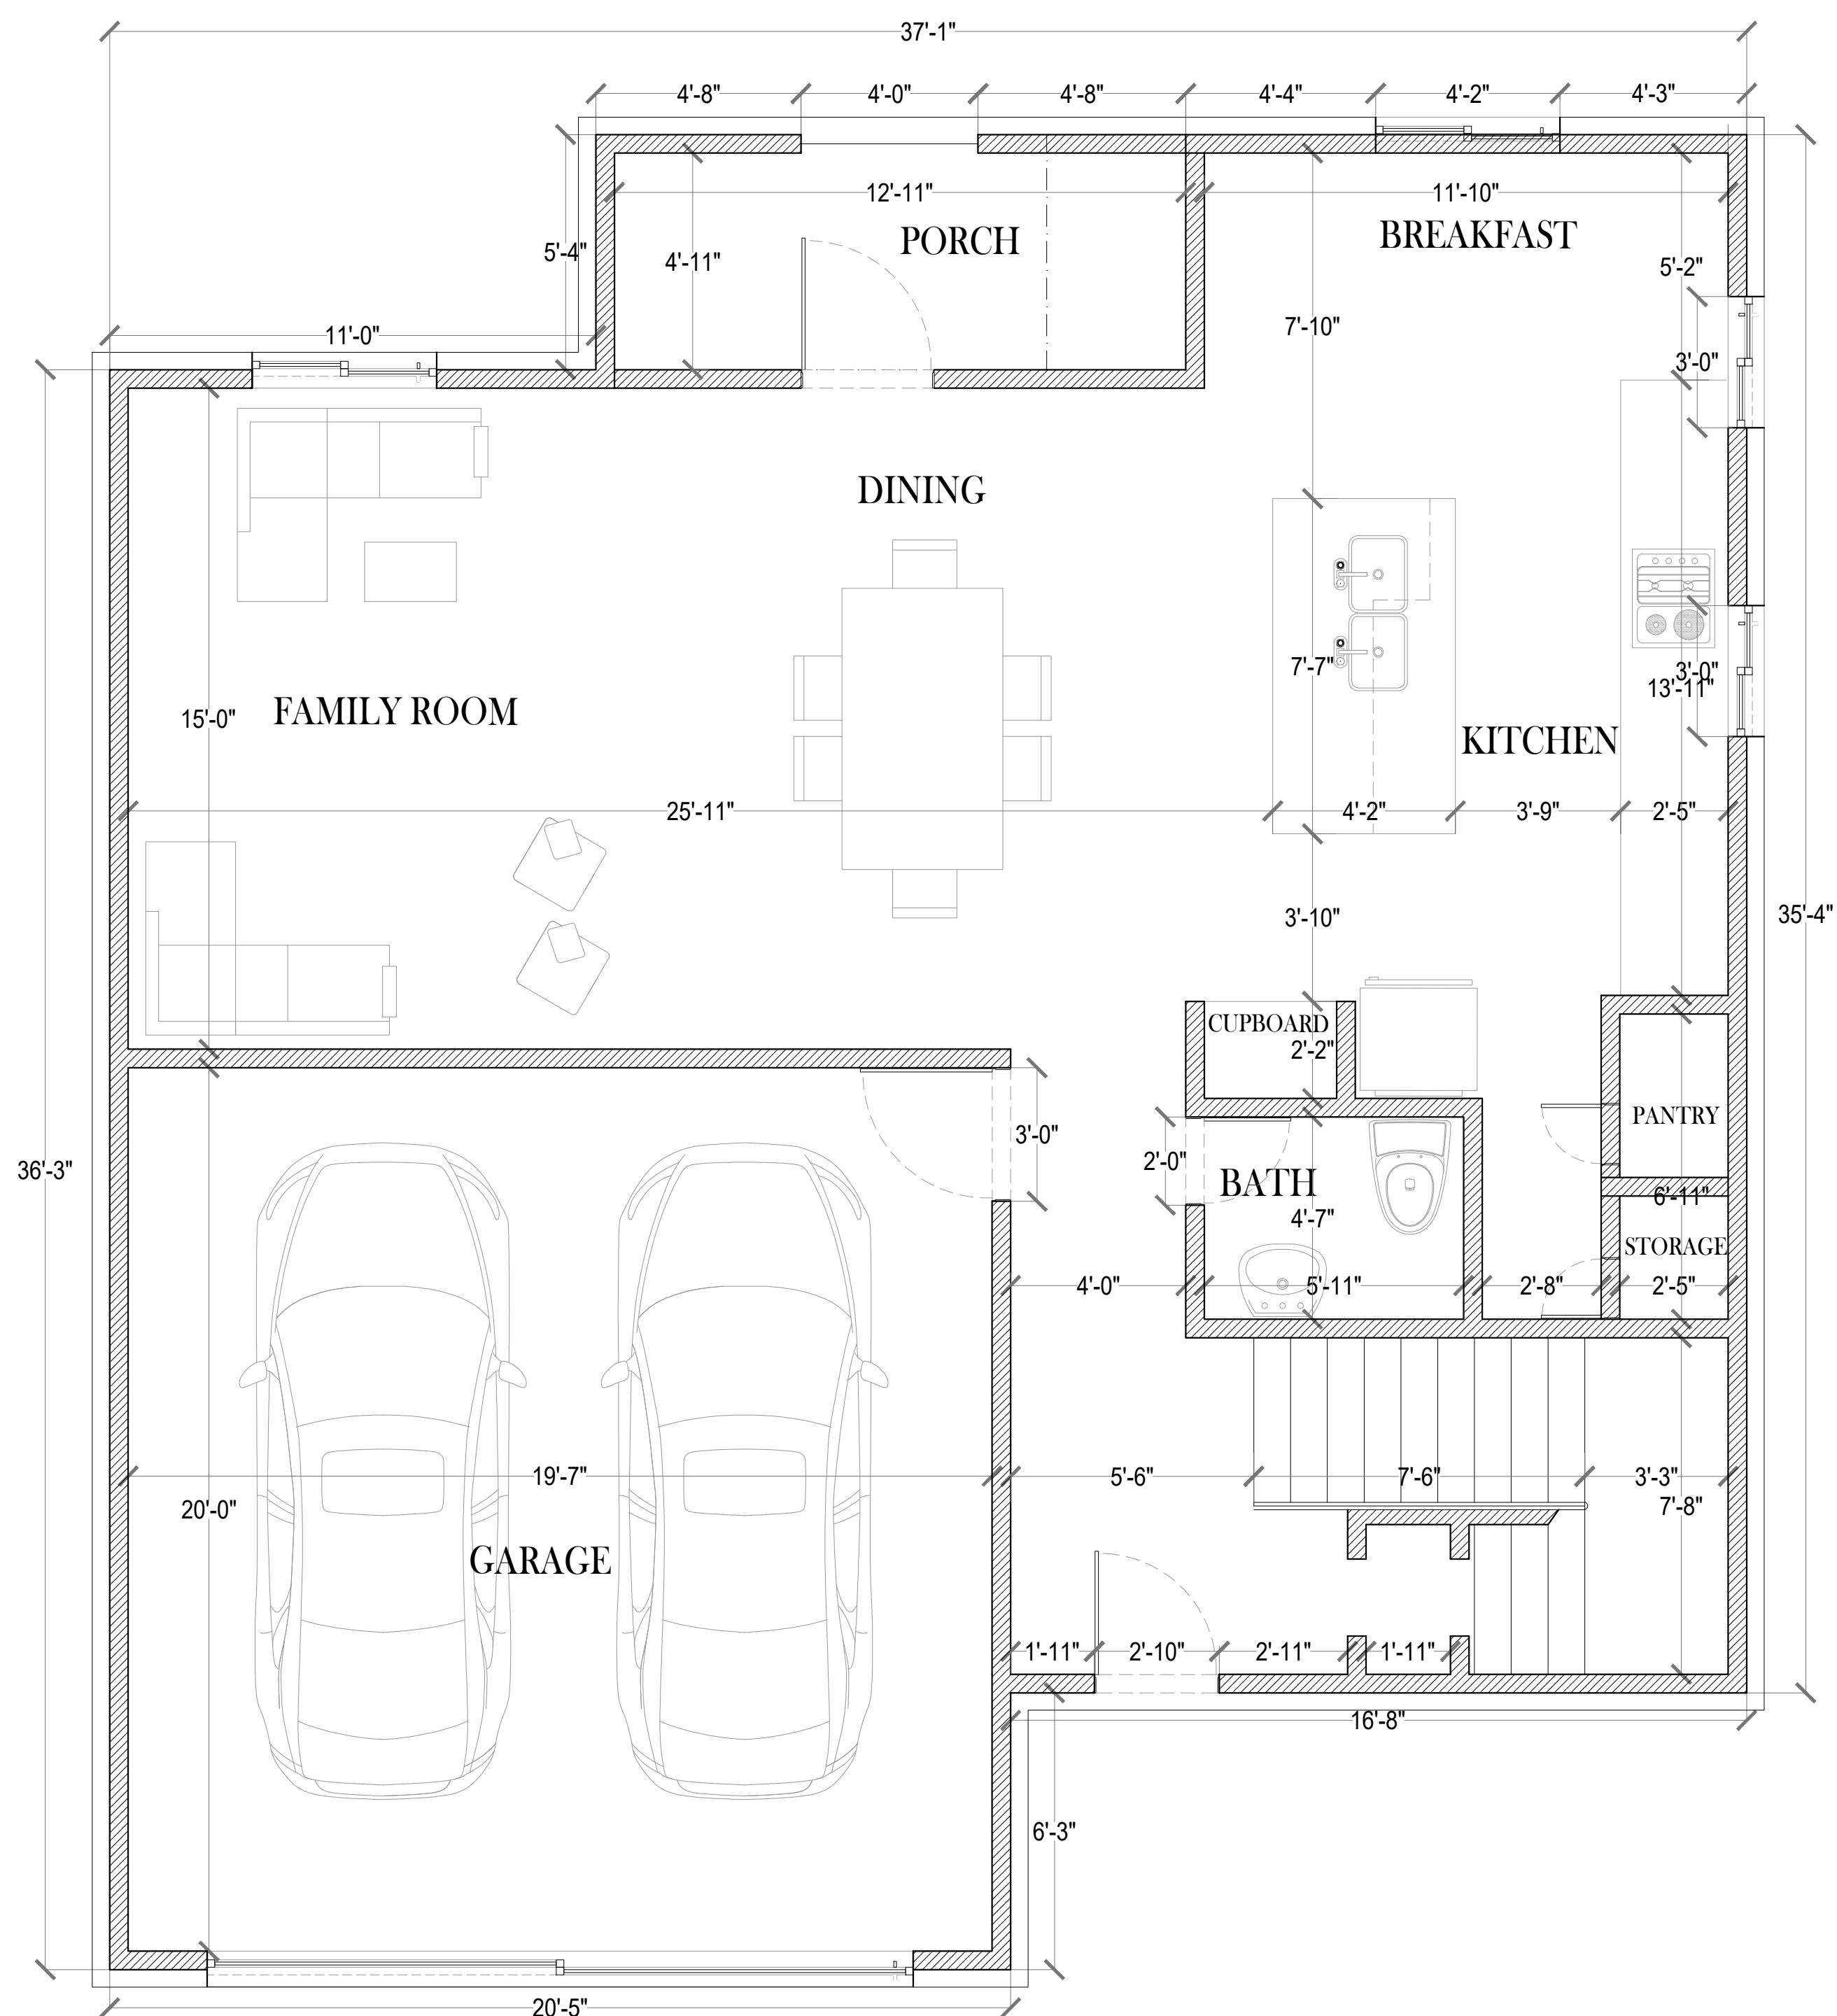 37'-1"
4'-8" 4'-0" 4'-8" 4'-4" 4'-2" 4'-3"
12'-11" 11'-10"
PORCH BREAKFAST
5'-4" 4'-11" 5'-2"
11'-0" 7'-10"
3'-0"
DINING
7'-7" 3'-0"
13'-11"
15'-0" FAMILY ROOM KITCHEN
25'-11" 4'-2" 3'-9" 2'-5"
3'-10" 35'-4"
CUPBOARD
2'-2"
PANTRY
3'-0"
36'-3" 2'-0" BATH
6'-11"
4'-7"
STORAGE
4'-0" 5'-11" 2'-8" 2'-5"
19'-7" 5'-6" 7'-6" 3'-3"
20'-0" 7'-8"
GARAGE
1'-11" 2'-10" 2'-11" 1'-11"
16'-8"
6'-3"
20'-5"